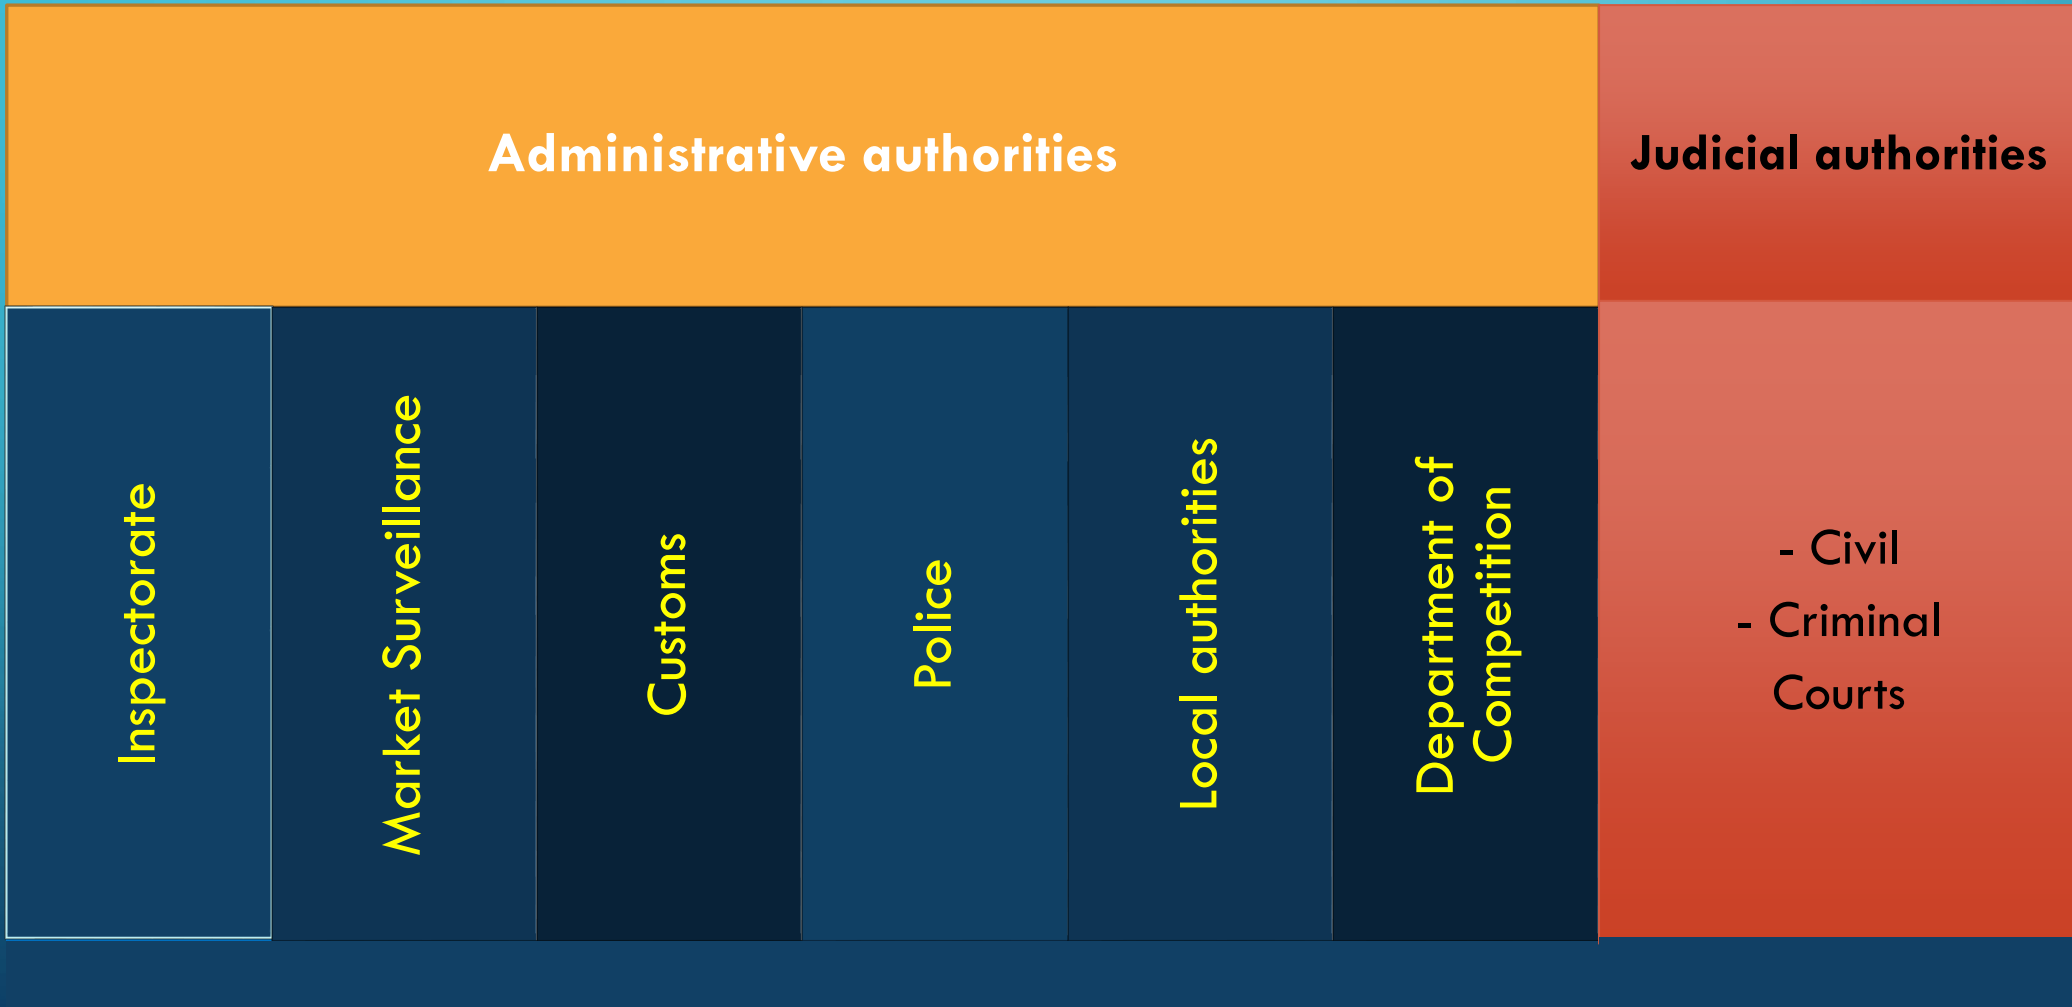 Administrative authorities
Judicial authorities
Inspectorate
Market Surveillance
Customs
Police
Local authorities
Department of
Competition
- Civil
- Criminal
Courts